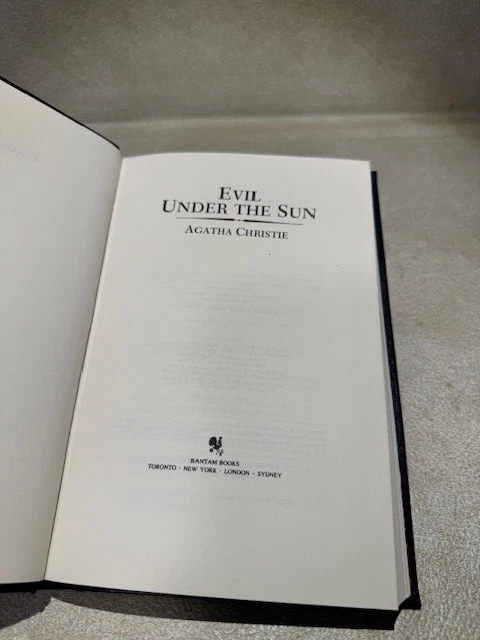 EVIL
UNDER THE SUN
AGATHA CHRISTIE
BANTAM BOOKS
TORONTO · NEW YORK · LONDON · SYDNEY